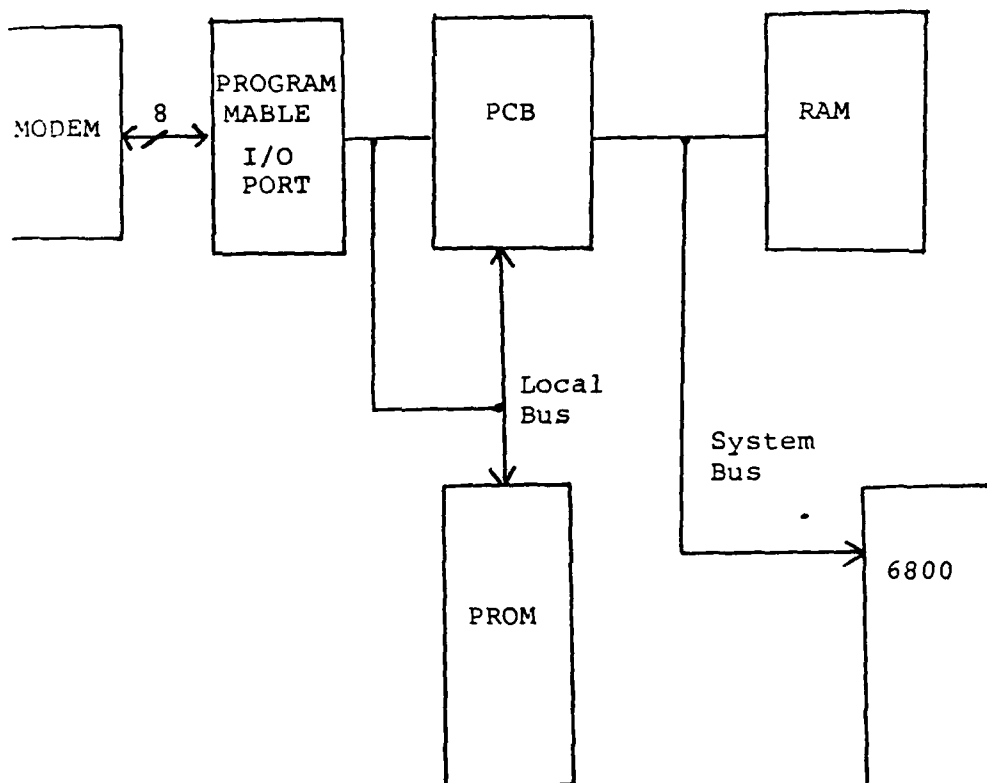 MODEM
8
PROGRAM
MABLE
I/O
PORT
PCB
RAM
Local
Bus
System
Bus
PROM
6800